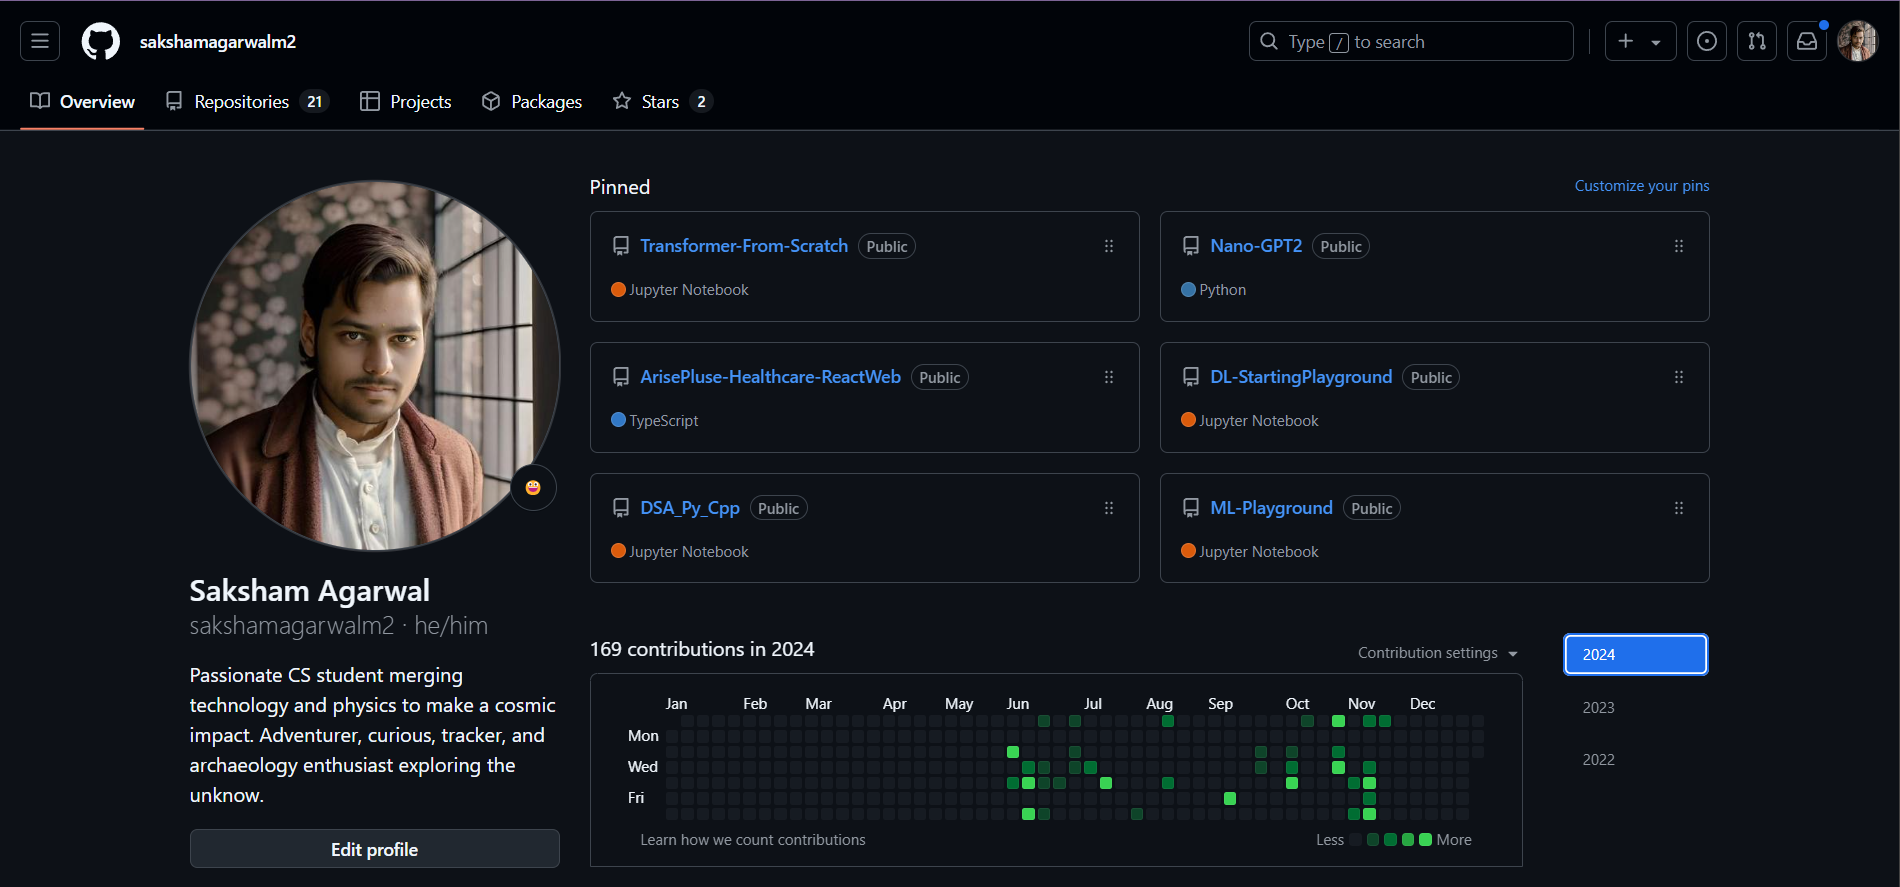 sakshamagarwalm2
Type / to search
Overview
Repositories 21
Projects
Packages
Stars 2
Saksham Agarwal
sakshamagarwalm2 · he/him
Passionate CS student merging
technology and physics to make a cosmic
impact. Adventurer, curious, tracker, and
archaeology enthusiast exploring the
unknow.
Edit profile
Pinned
Customize your pins
Transformer-From-Scratch Public
Jupyter Notebook
Nano-GPT2 Public
Python
ArisePluse-Healthcare-ReactWeb Public
TypeScript
DL-StartingPlayground Public
Jupyter Notebook
DSA_Py_Cpp Public
Jupyter Notebook
ML-Playground Public
Jupyter Notebook
169 contributions in 2024
Contribution settings
Jan Feb Mar Apr May Jun Jul Aug Sep Oct Nov Dec
Mon
Wed
Fri
Learn how we count contributions
Less More
2024
2023
2022